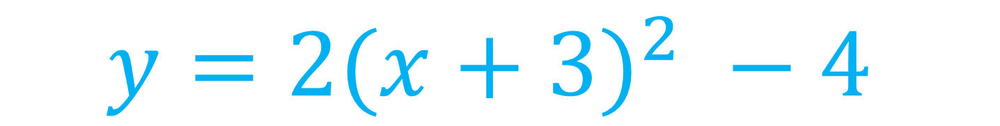 y = 2(x + 3)² − 4